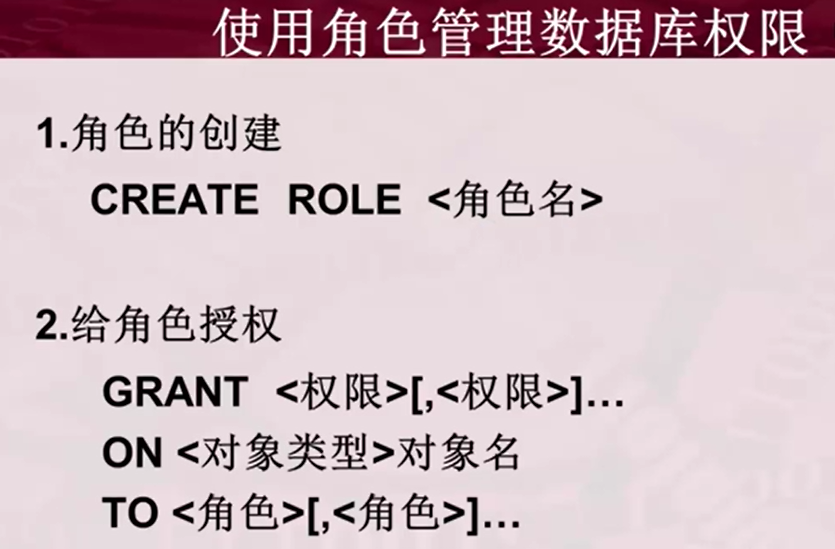 使用角色管理数据库权限
1.角色的创建
CREATE ROLE <角色名>
2.给角色授权
GRANT <权限>[,<权限>]...
ON <对象类型>对象名
TO <角色>[,<角色>]...